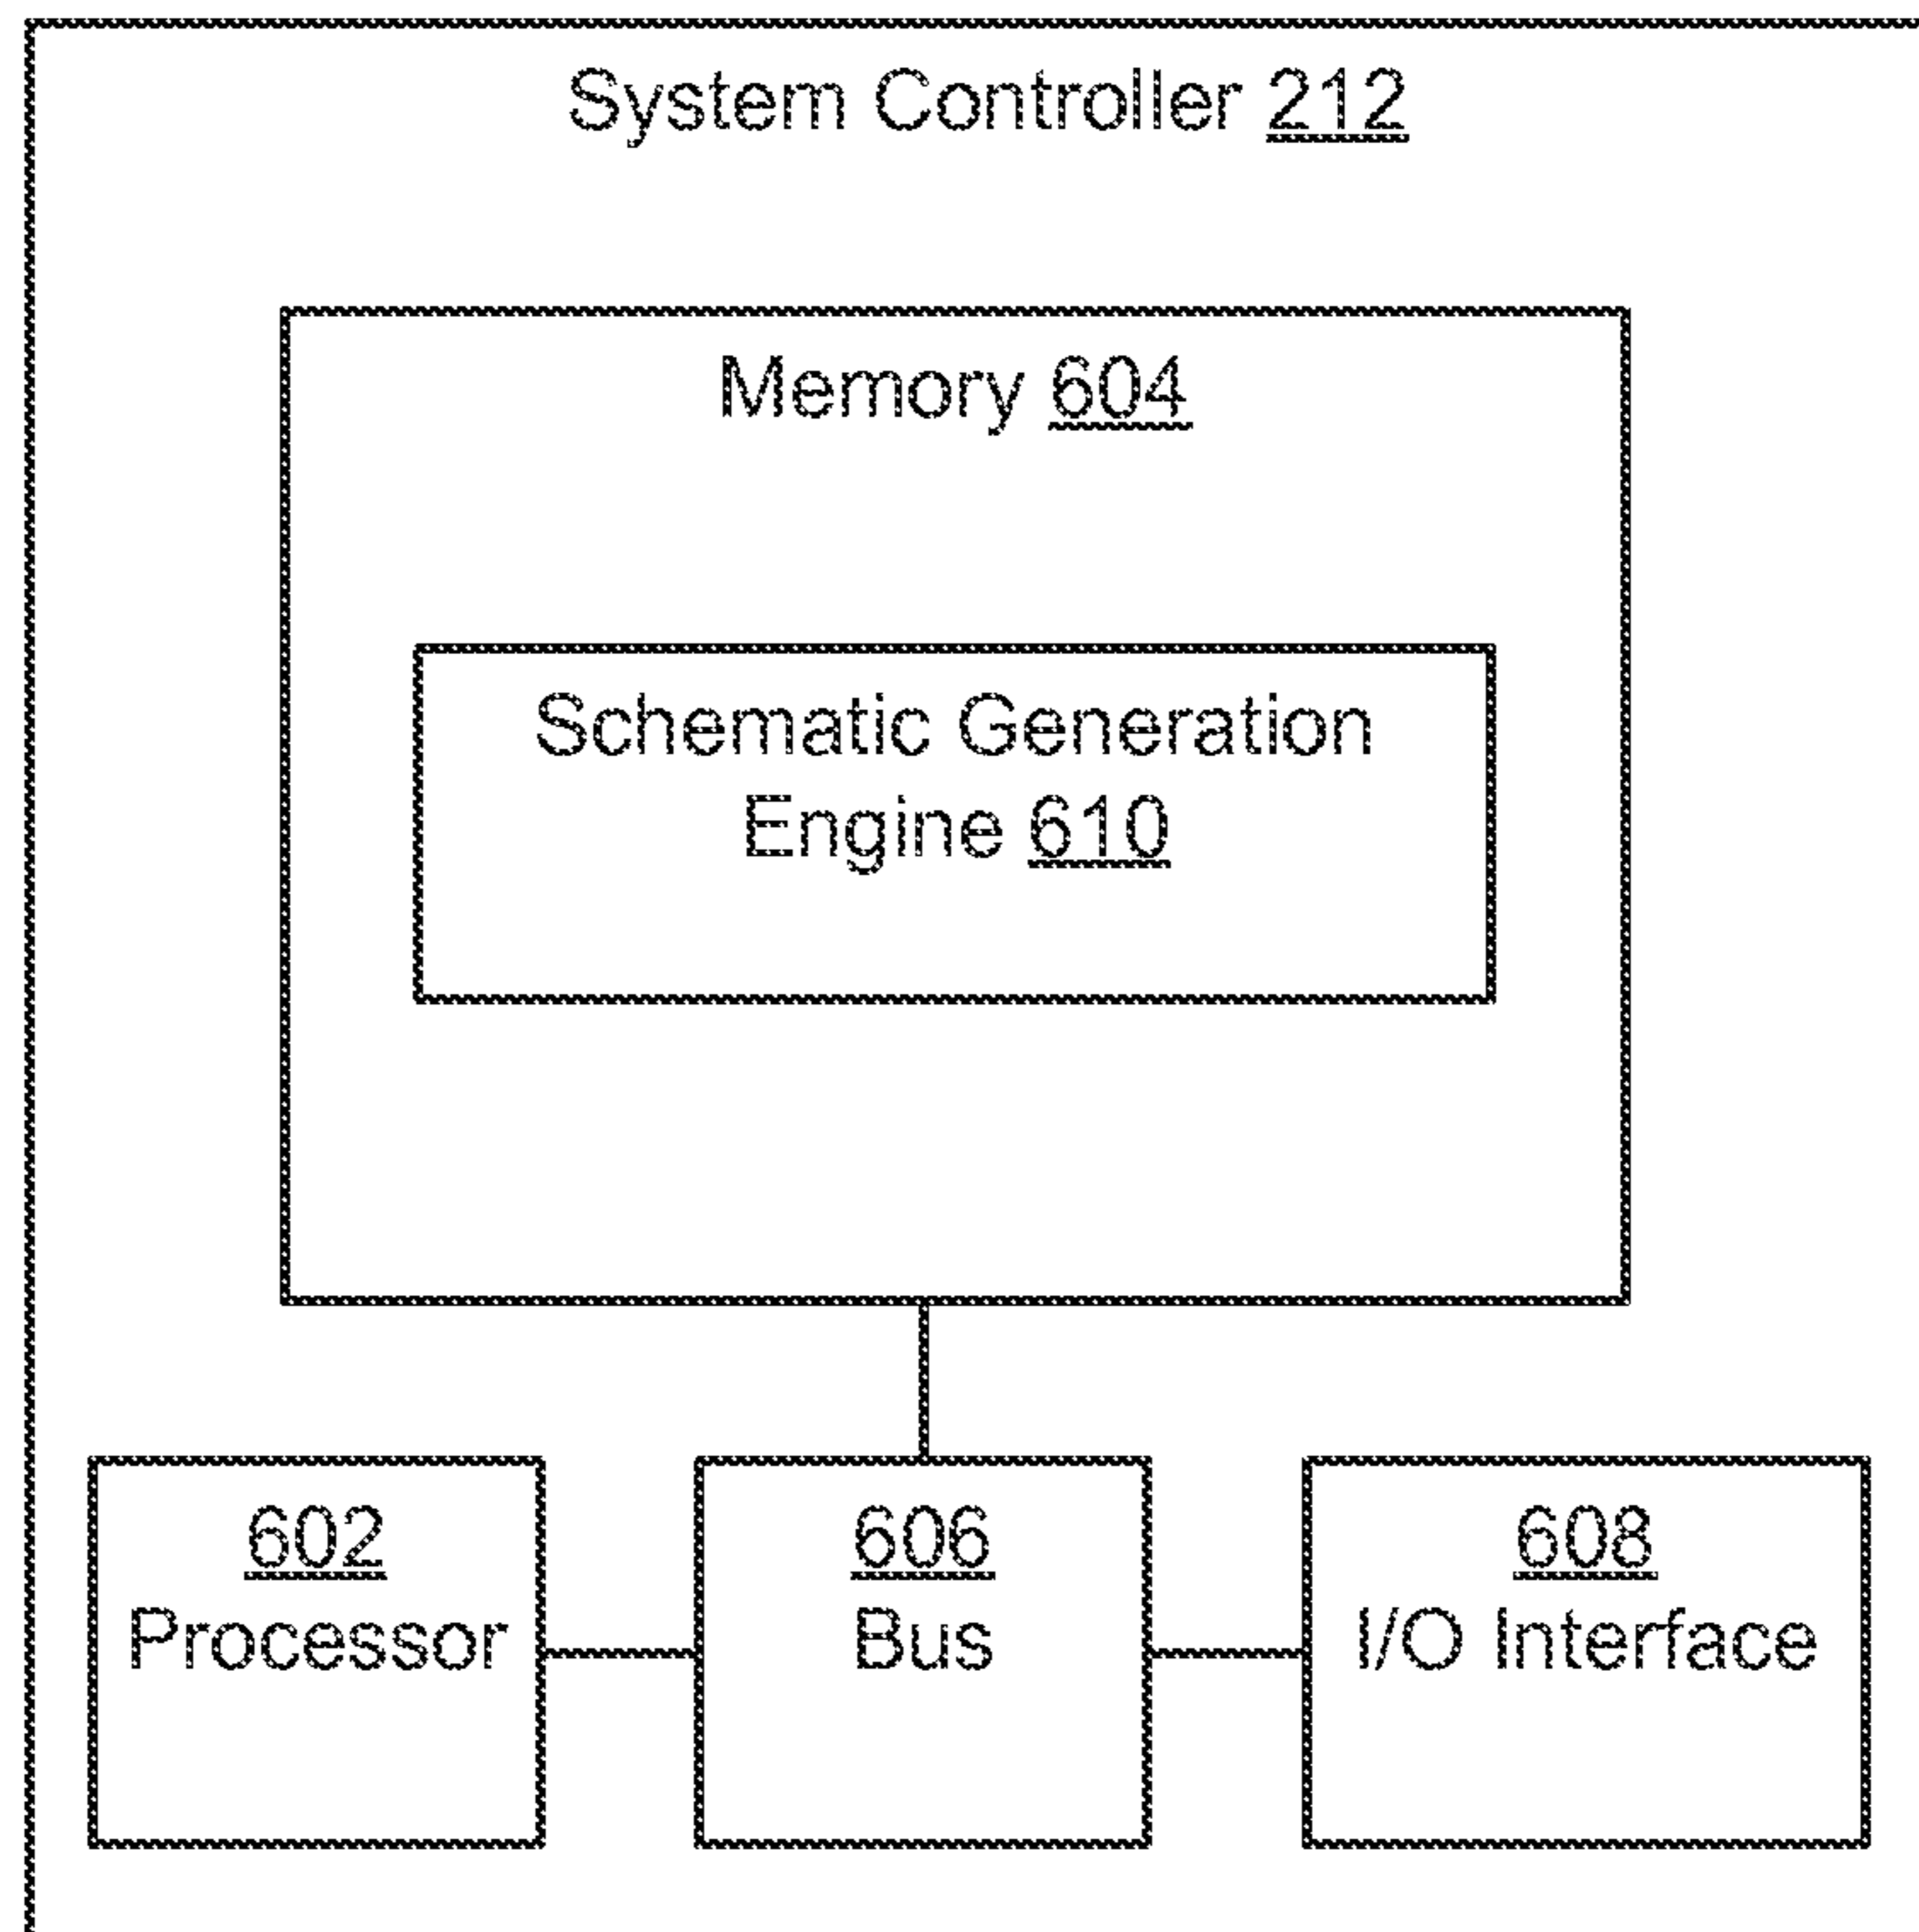 System Controller 212
Memory 604
Schematic Generation
Engine 610
602
Processor
606
Bus
608
I/O Interface